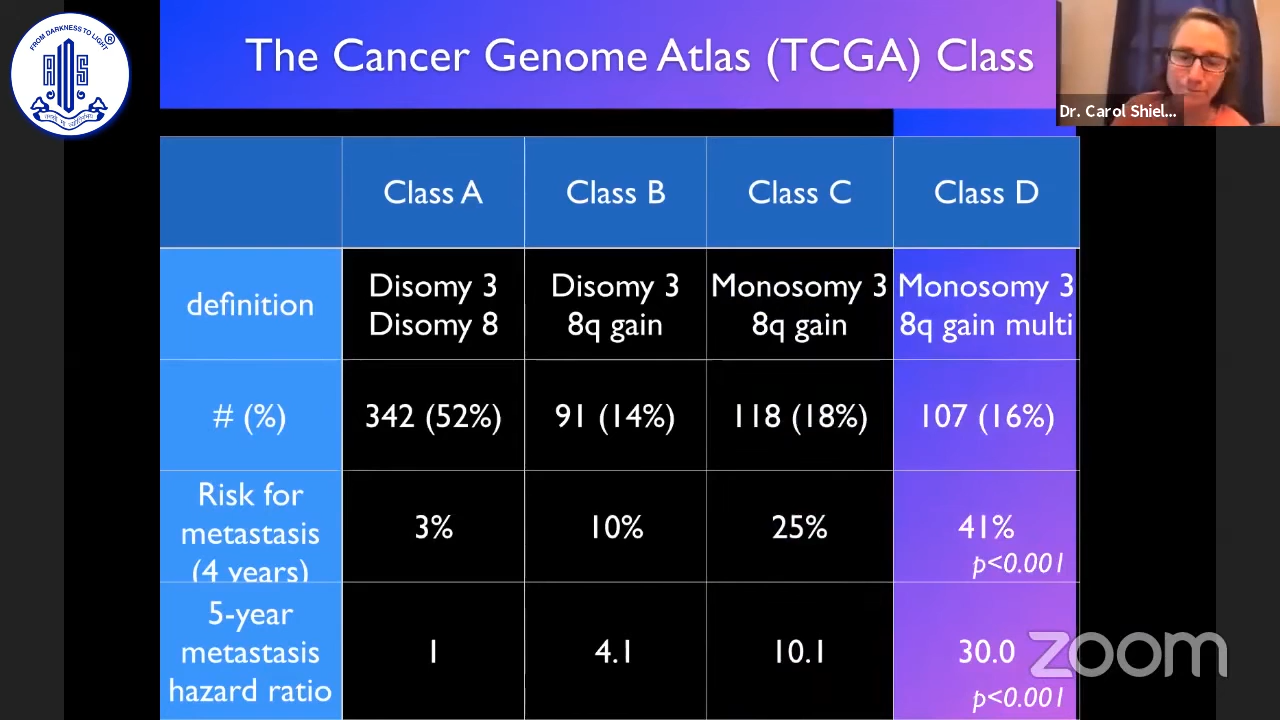 FROM DARKNESS TO LIGHT
®
The Cancer Genome Atlas (TCGA) Class
Dr. Carol Shiel...
Class A
Class B
Class C
Class D
definition
Disomy 3
Disomy 8
Disomy 3
8q gain
Monosomy 3
8q gain
Monosomy 3
8q gain multi
# (%)
342 (52%)
91 (14%)
118 (18%)
107 (16%)
Risk for
metastasis
(4 years)
3%
10%
25%
41%
p<0.001
5-year
metastasis
hazard ratio
1
4.1
10.1
30.0
p<0.001
zoom